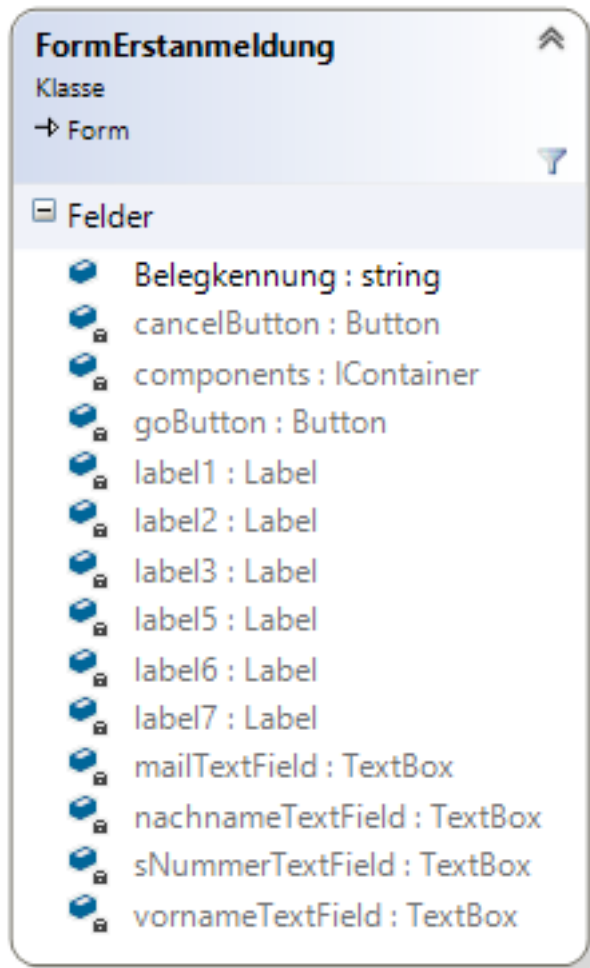 FormErstanmeldung
Klasse
Form
Felder
Belegkennung : string
cancelButton : Button
components : IContainer
goButton : Button
label1 : Label
label2 : Label
label3 : Label
label5 : Label
label6 : Label
label7 : Label
mailTextField : TextBox
nachnameTextField : TextBox
sNummerTextField : TextBox
vornameTextField : TextBox